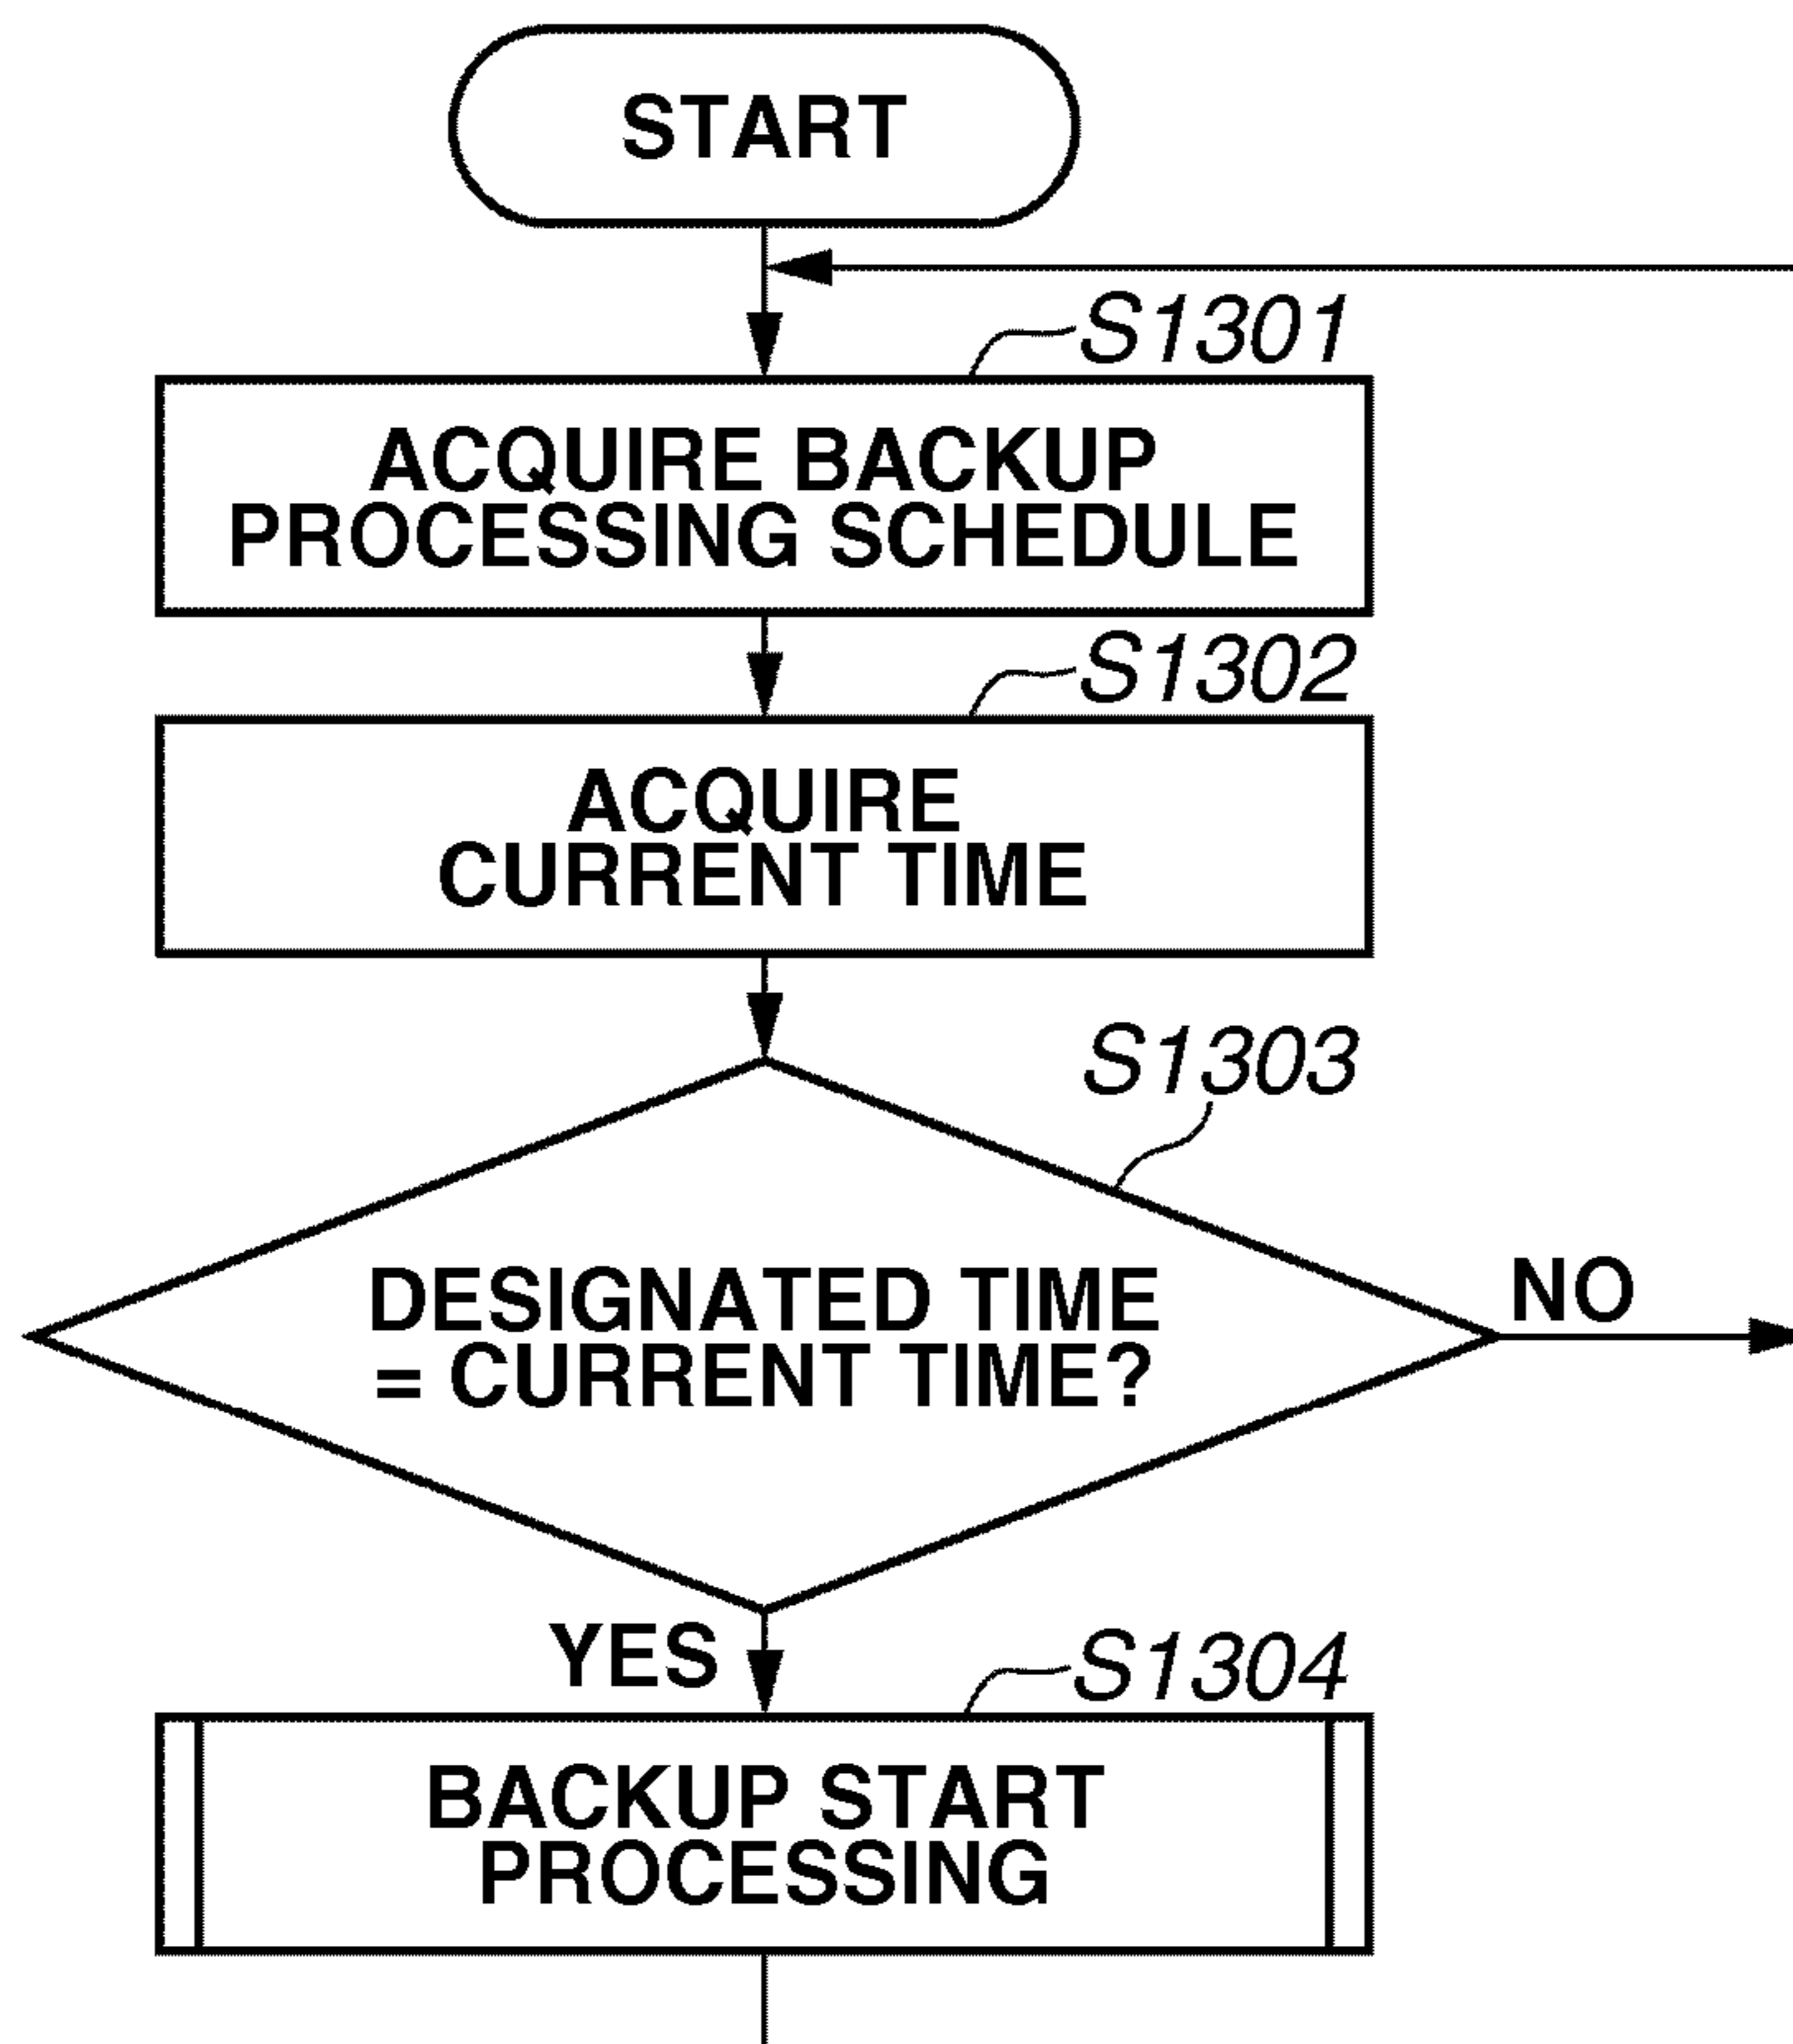 START
S1301
ACQUIRE BACKUP
PROCESSING SCHEDULE
S1302
ACQUIRE
CURRENT TIME
S1303
DESIGNATED TIME
= CURRENT TIME?
NO
YES
S1304
BACKUP START
PROCESSING